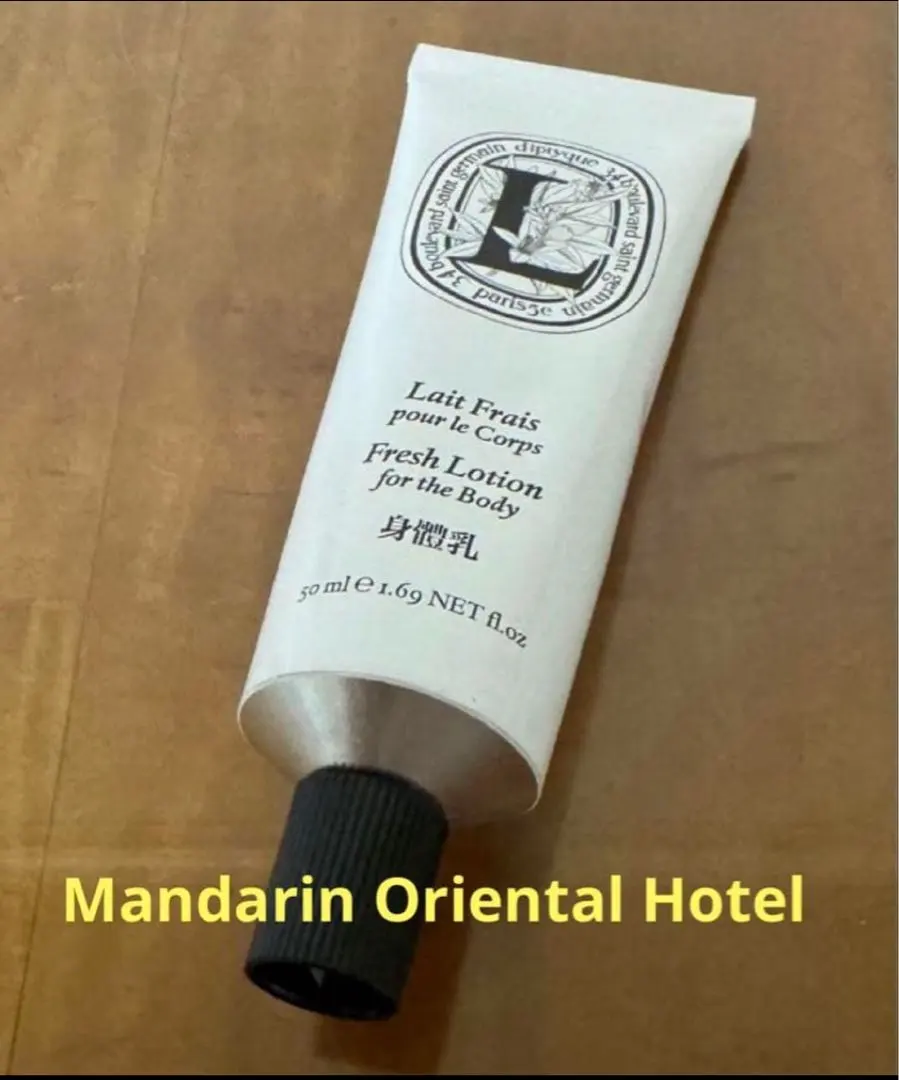 diptyque 34 boulevard saint germain paris5e 34 boulevard saint germain
L
Lait Frais
pour le Corps
Fresh Lotion
for the Body
身體乳
50 ml e 1.69 NET fl.oz
Mandarin Oriental Hotel